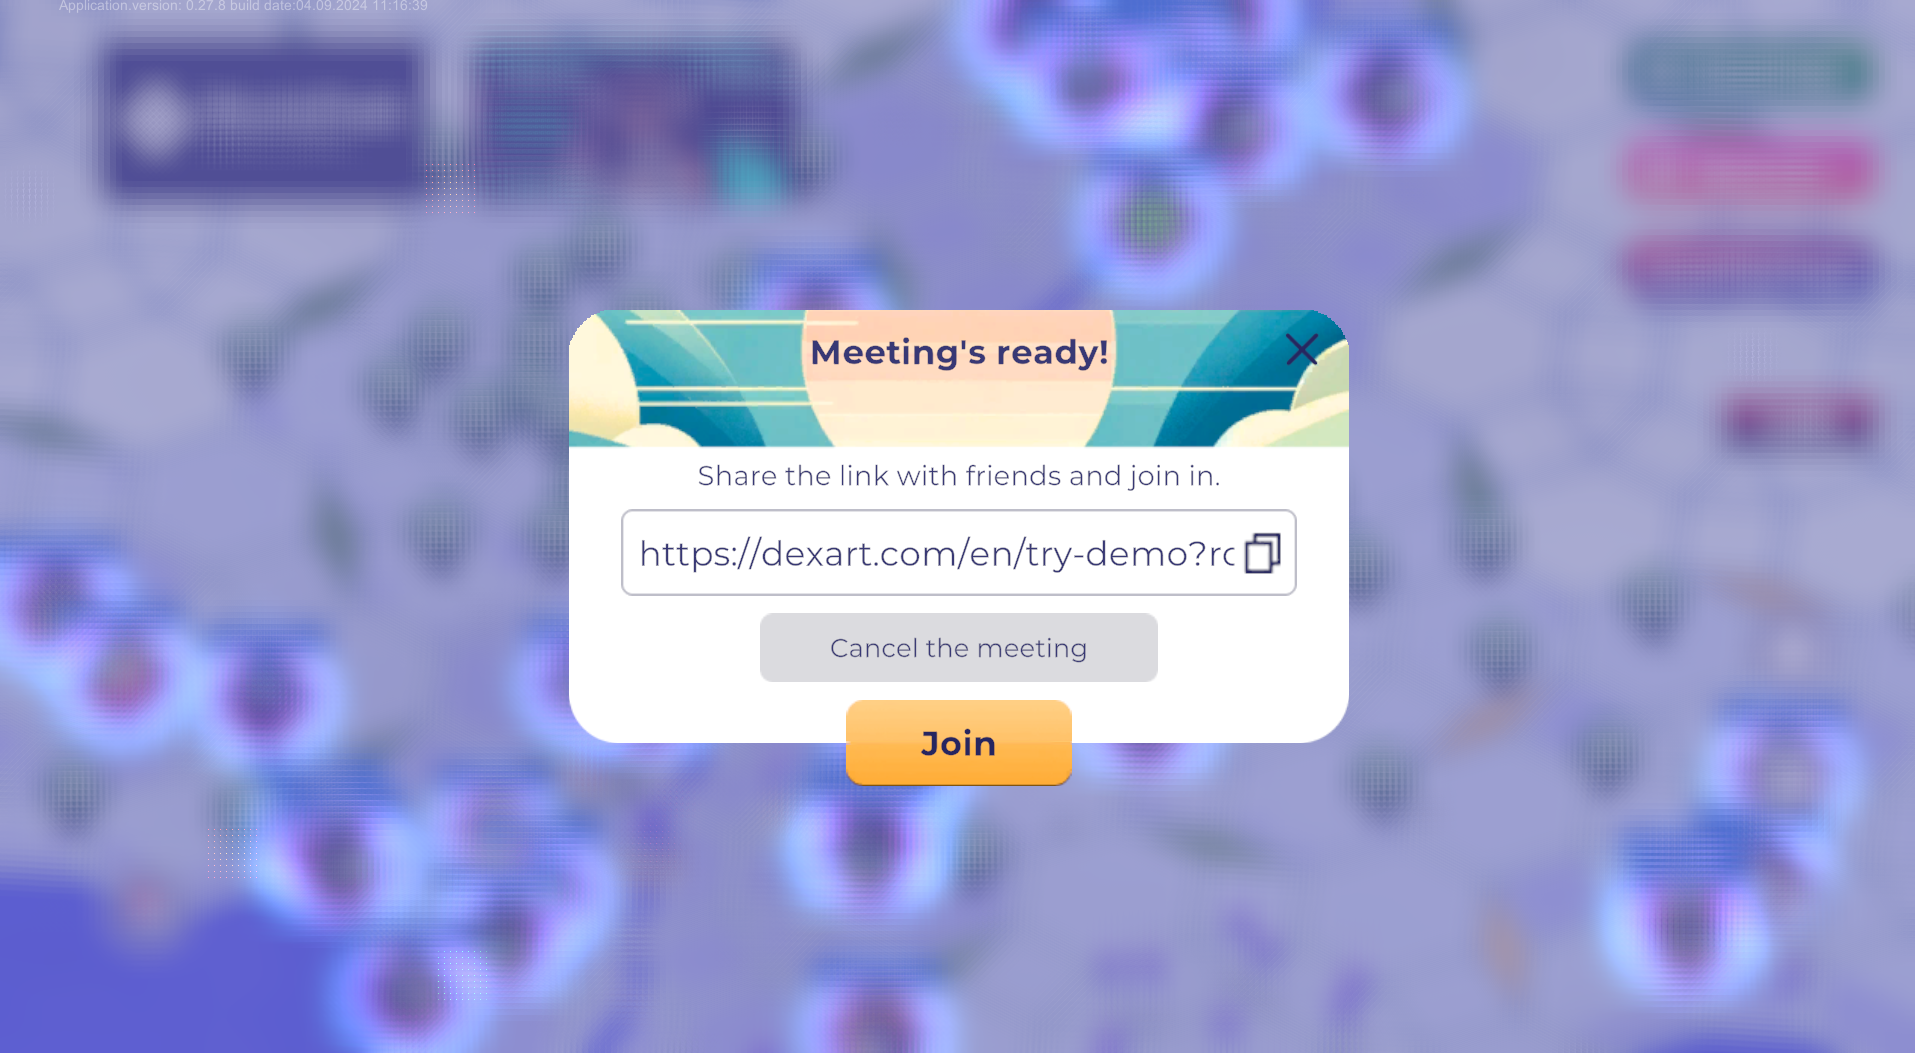 Application.version: 0.27.8 build date:04.09.2024 11:16:39
Meeting's ready!
Share the link with friends and join in.
https://dexart.com/en/try-demo?ro
Cancel the meeting
Join